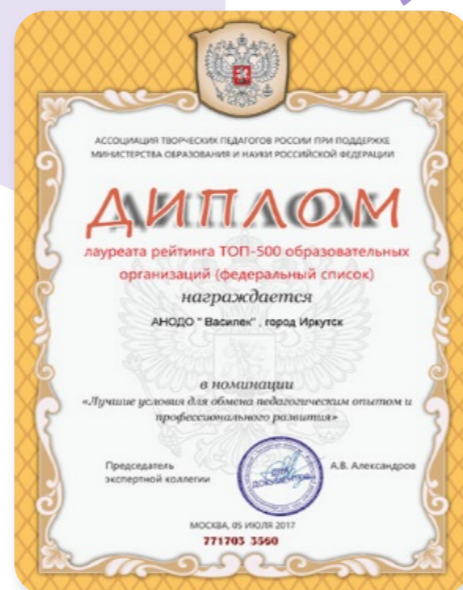 АССОЦИАЦИЯ ТВОРЧЕСКИХ ПЕДАГОГОВ РОССИИ ПРИ ПОДДЕРЖКЕ
МИНИСТЕРСТВА ОБРАЗОВАНИЯ И НАУКИ РОССИЙСКОЙ ФЕДЕРАЦИИ
ДИПЛОМ
лауреата рейтинга ТОП-500 образовательных
организаций (федеральный список)
награждается
АНОДО " Василек" , город Иркутск
в номинации
«Лучшие условия для обмена педагогическим опытом и
профессионального развития»
Председатель
экспертной коллегии
ДОКУМЕНТОВ
А.В. Александров
МОСКВА, 05 ИЮЛЯ 2017
771703 3560